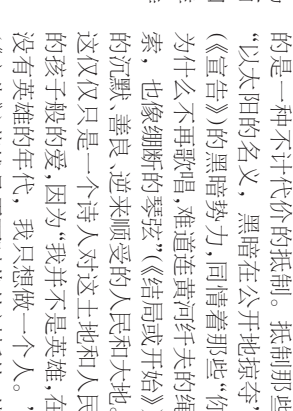 的是一种不计代价的抵制。抵制那些
“以太阳的名义，黑暗在公开地掠夺”
(《宣告》)的黑暗势力，同情着那些“你
为什么不再歌唱，难道连黄河纤夫的绳
索，也像绷断的琴弦”(《结局或开始》)
的沉默、善良、逆来顺受的人民和大地。
这仅仅只是一个诗人对这土地和人民
的孩子般的爱，因为“我并不是英雄，在
没有英雄的年代，我只想做一个人。”